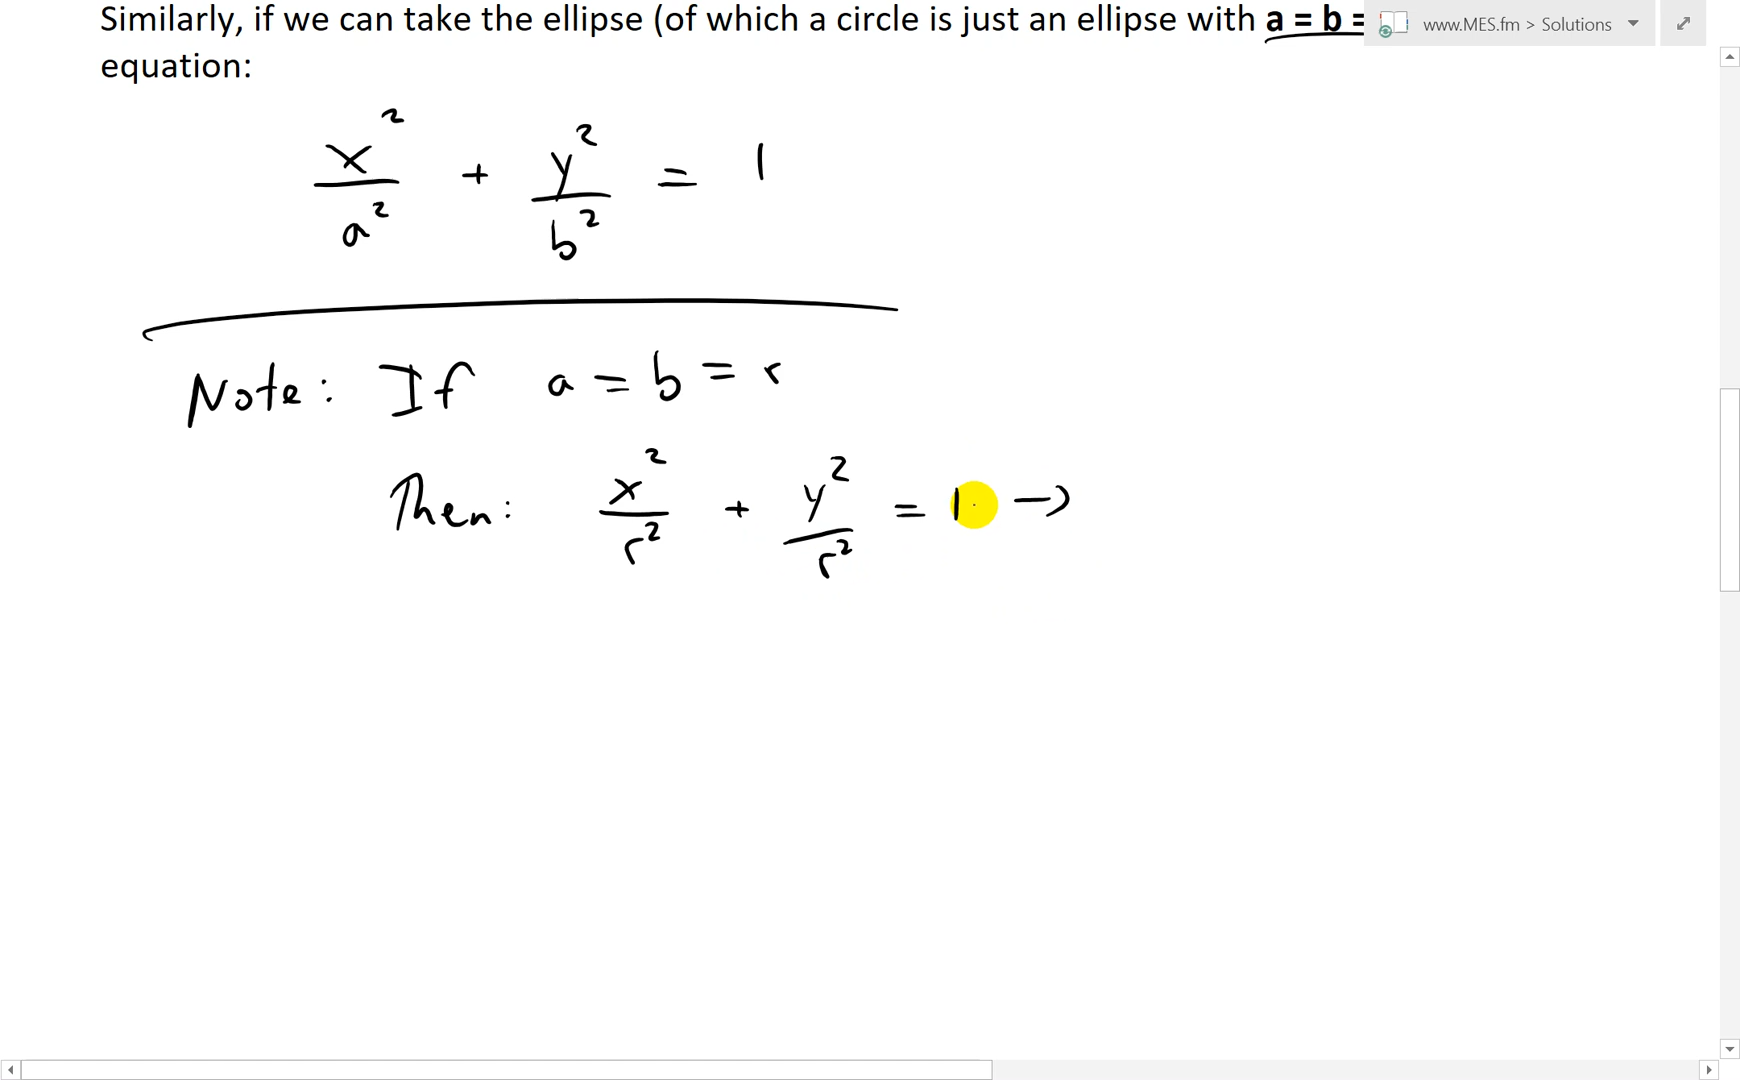 Similarly, if we can take the ellipse (of which a circle is just an ellipse with a = b =
www.MES.fm > Solutions
equation:
x²/a² + y²/b² = 1
Note: If a = b = r
Then: x²/r² + y²/r² = 1 →